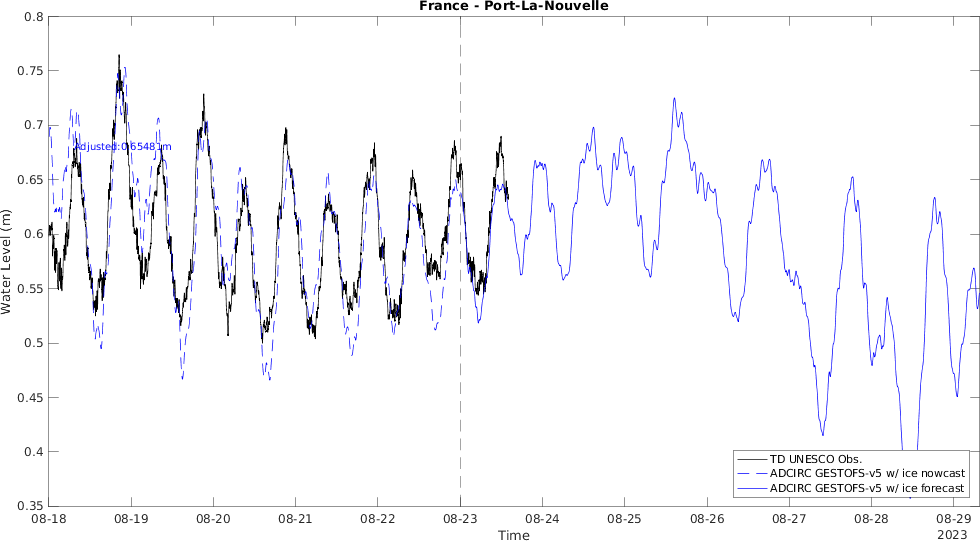 France - Port-La-Nouvelle
0.8
0.75
0.7
0.65
0.6
0.55
0.5
0.45
0.4
0.35
Water Level (m)
Adjusted:0.65481m
TD UNESCO Obs.
ADCIRC GESTOFS-v5 w/ ice nowcast
ADCIRC GESTOFS-v5 w/ ice forecast
08-18 08-19 08-20 08-21 08-22 08-23 08-24 08-25 08-26 08-27 08-28 08-29
Time
2023